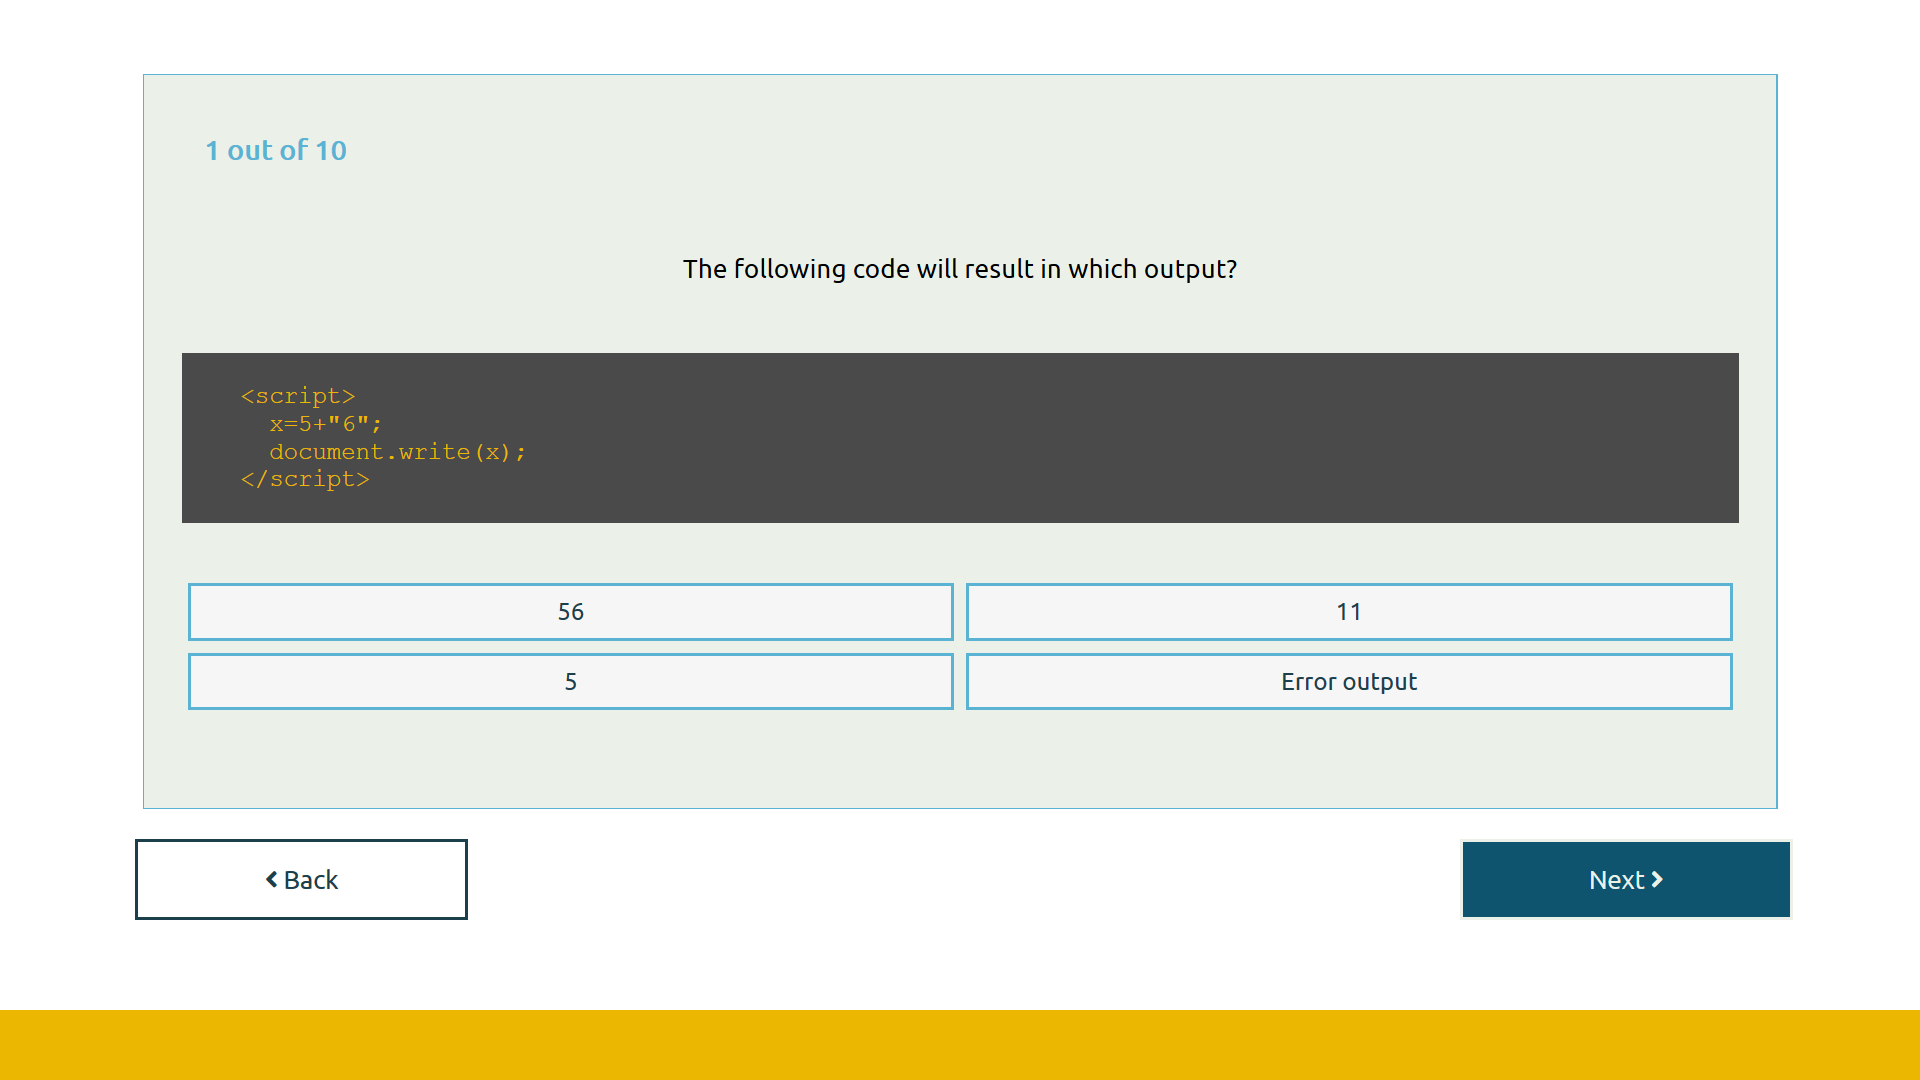 1 out of 10
The following code will result in which output?
<script>
  x=5+"6";
  document.write(x);
</script>
56
11
5
Error output
Back
Next